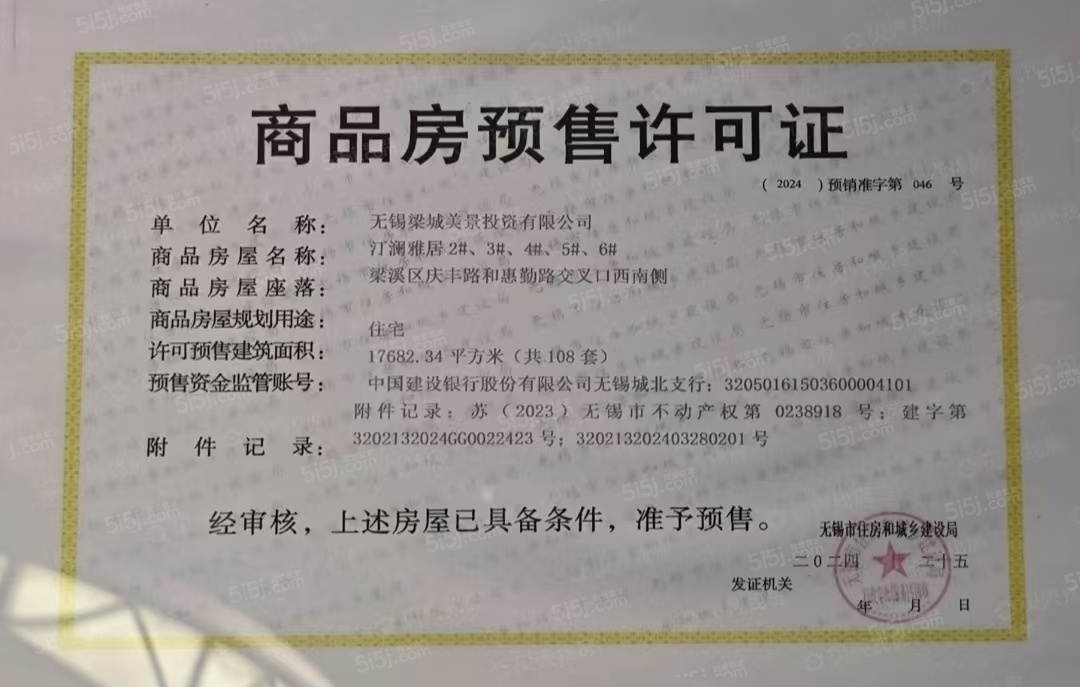 商品房预售许可证
( 2024 )预销准字第 046 号
单位名称: 无锡梁城美景投资有限公司
商品房屋名称: 汀澜雅居 2#、3#、4#、5#、6#
商品房屋座落: 梁溪区庆丰路和惠勤路交叉口西南侧
商品房屋规划用途: 住宅
许可预售建筑面积: 17682.34 平方米（共 108 套）
预售资金监管账号: 中国建设银行股份有限公司无锡城北支行: 32050161503600004101
附件记录: 苏（2023）无锡市不动产权第 0238918 号; 建字第
附件记录: 3202132024GG0022423 号; 320213202403280201 号
经审核，上述房屋已具备条件，准予预售。
无锡市住房和城乡建设局
二0二四 二十五
发证机关
年 月 日
5i5j.com